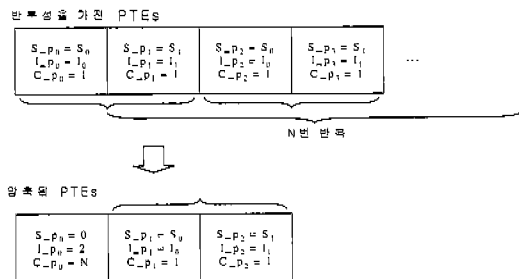 반복성을 가진 PTEs
S_p₀ = S₀ S_p₁ = S₁ S_p₂ = S₀ S_p₃ = S₁
I_p₀ = I₀ I_p₁ = I₁ I_p₂ = I₀ I_p₃ = I₁ ...
C_p₀ = 1 C_p₁ = 1 C_p₂ = 1 C_p₃ = 1
N번 반복
압축된 PTEs
S_p₀ = 0 S_p₁ = S₀ S_p₂ = S₁
I_p₀ = 2 I_p₁ = I₀ I_p₂ = I₁
C_p₀ = N C_p₁ = 1 C_p₂ = 1